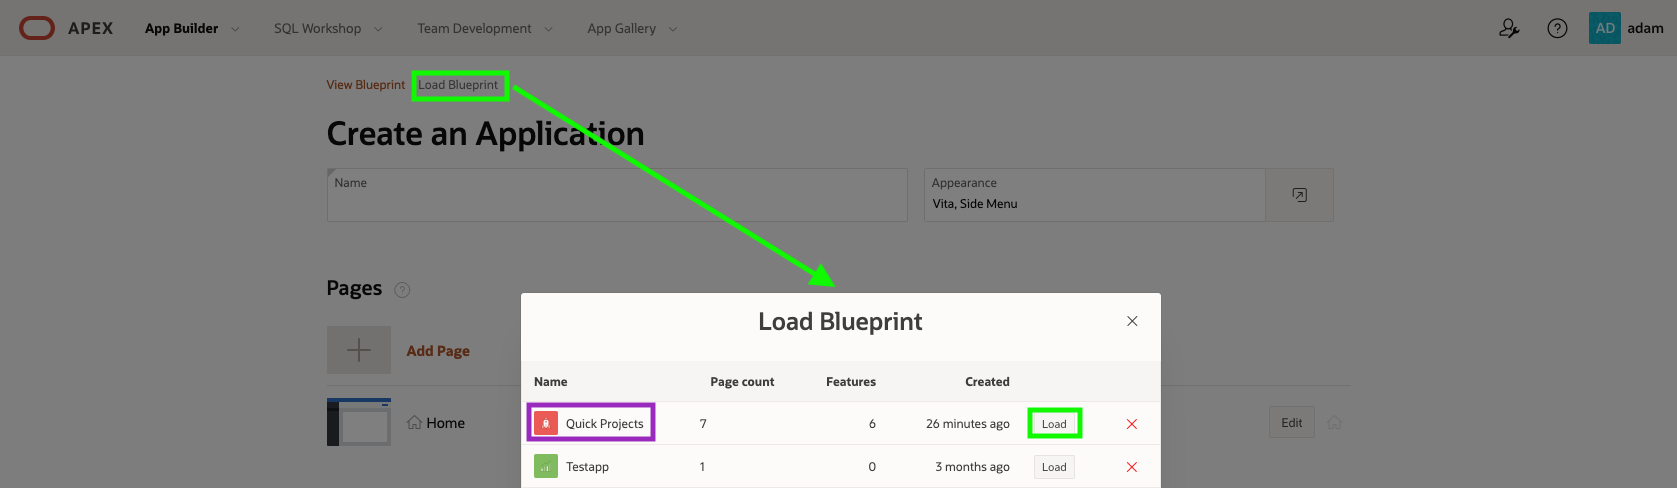 APEX App Builder SQL Workshop Team Development App Gallery AD adam
View Blueprint Load Blueprint
Create an Application
Name
Appearance
Vita, Side Menu
Pages ?
Add Page
Home Edit
Load Blueprint
Name Page count Features Created
Quick Projects 7 6 26 minutes ago Load
Testapp 1 0 3 months ago Load